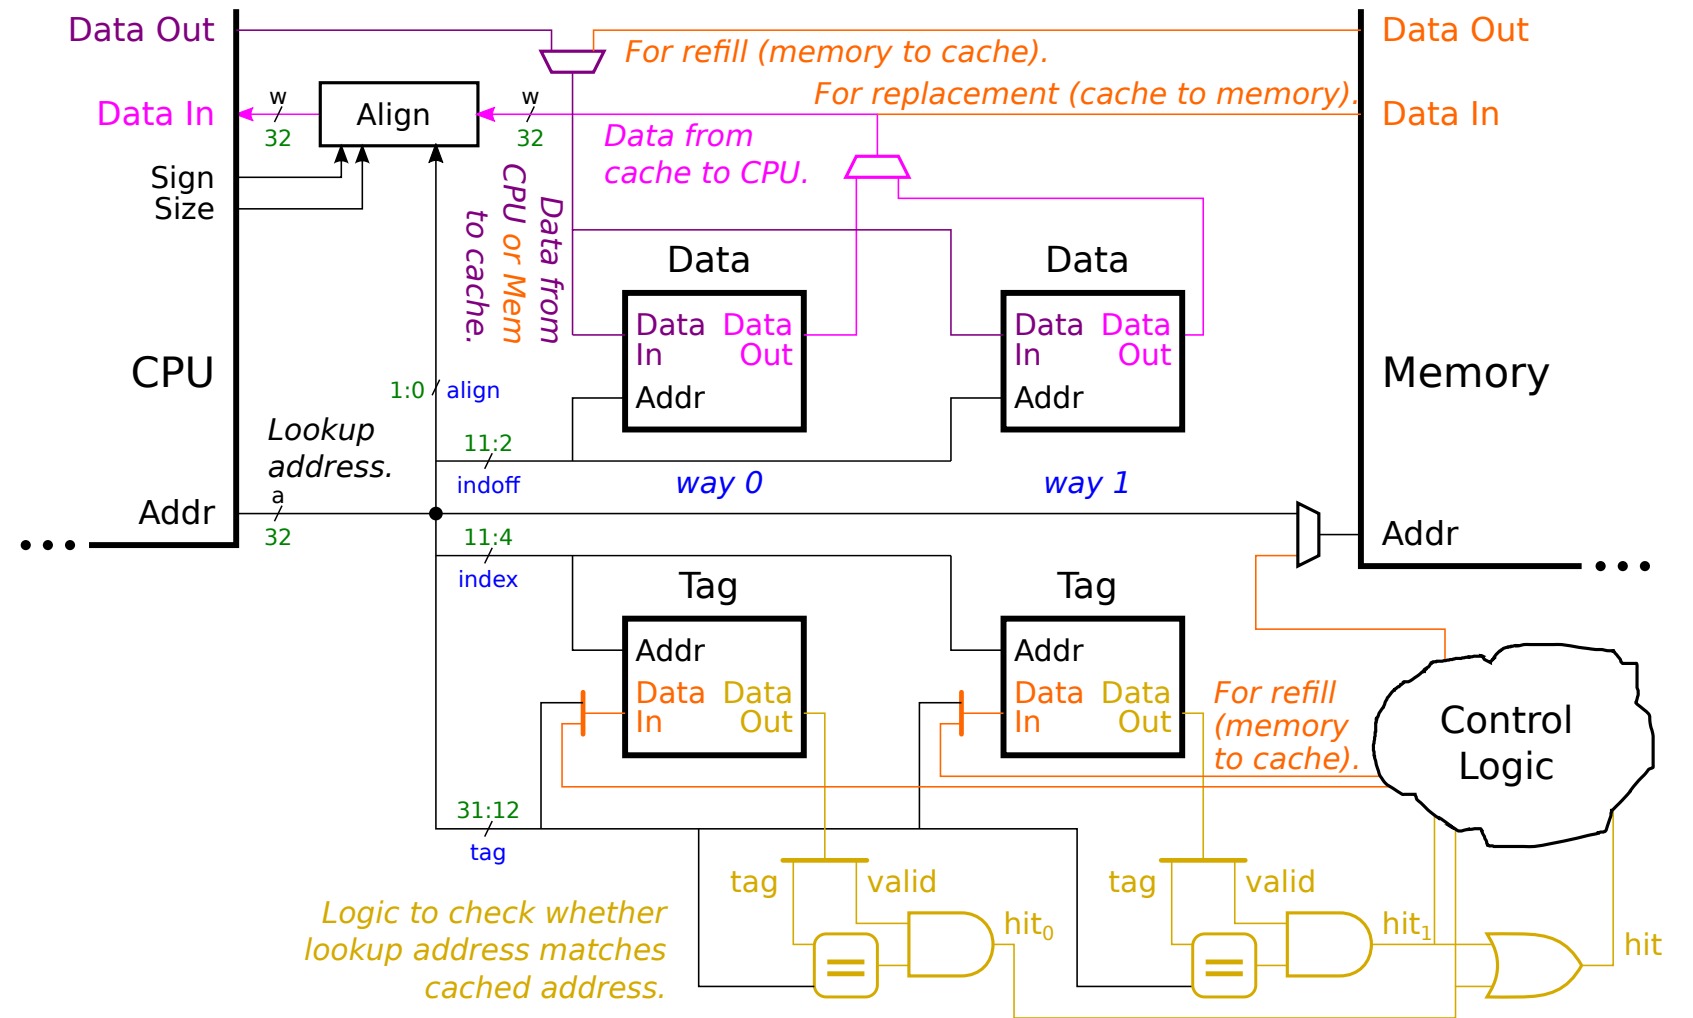 Data Out
For refill (memory to cache).
Data Out
w
Align
w
For replacement (cache to memory).
Data In
32
32
Data In
Data from
cache to CPU.
Sign
Size
Data from
CPU or Mem
to cache.
Data
Data
Data In
Data Out
Addr
Data In
Data Out
Addr
CPU
Memory
1:0
align
Lookup
address.
11:2
indoff
way 0
way 1
a
Addr
32
Addr
11:4
index
Tag
Tag
Addr
Data In
Data Out
Addr
Data In
Data Out
For refill
(memory
to cache).
Control
Logic
31:12
tag
tag
valid
tag
valid
Logic to check whether
lookup address matches
cached address.
hit0
hit1
hit